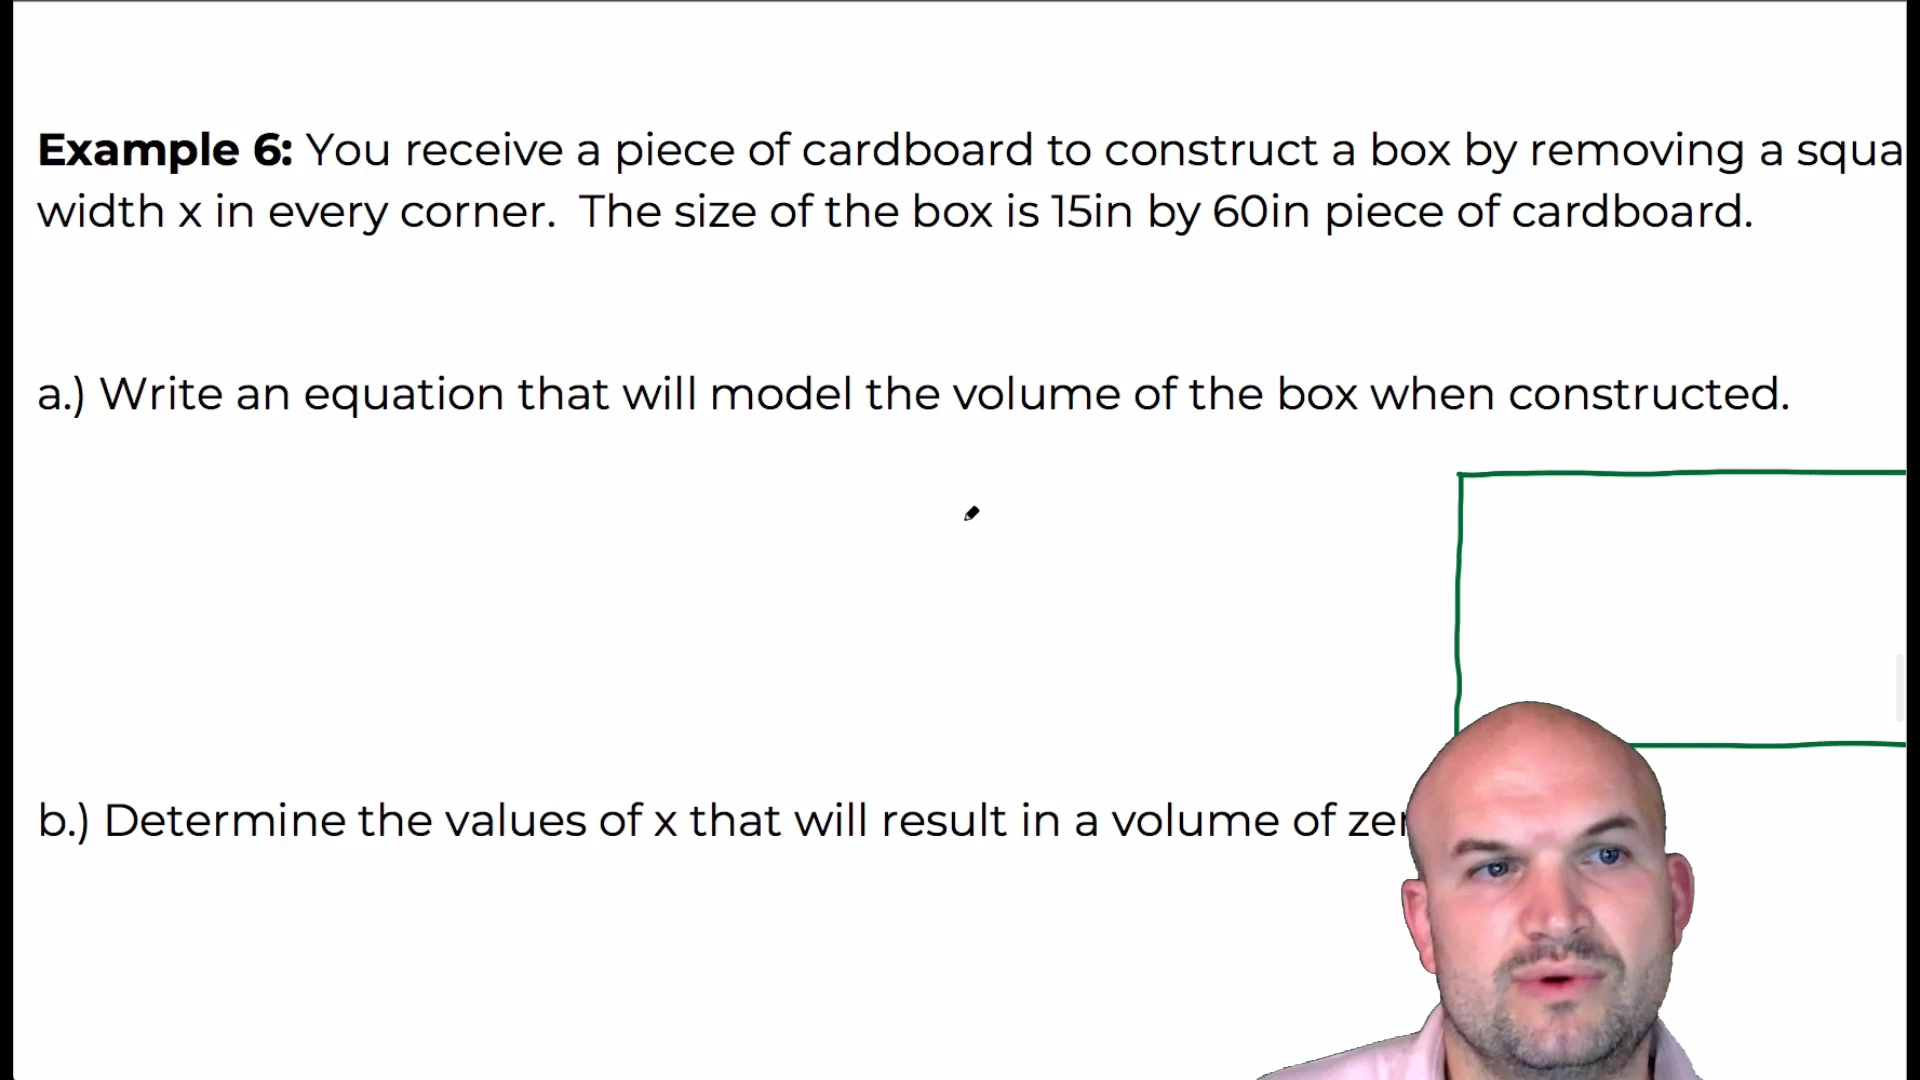 Example 6: You receive a piece of cardboard to construct a box by removing a squa
width x in every corner. The size of the box is 15in by 60in piece of cardboard.
a.) Write an equation that will model the volume of the box when constructed.
b.) Determine the values of x that will result in a volume of zer